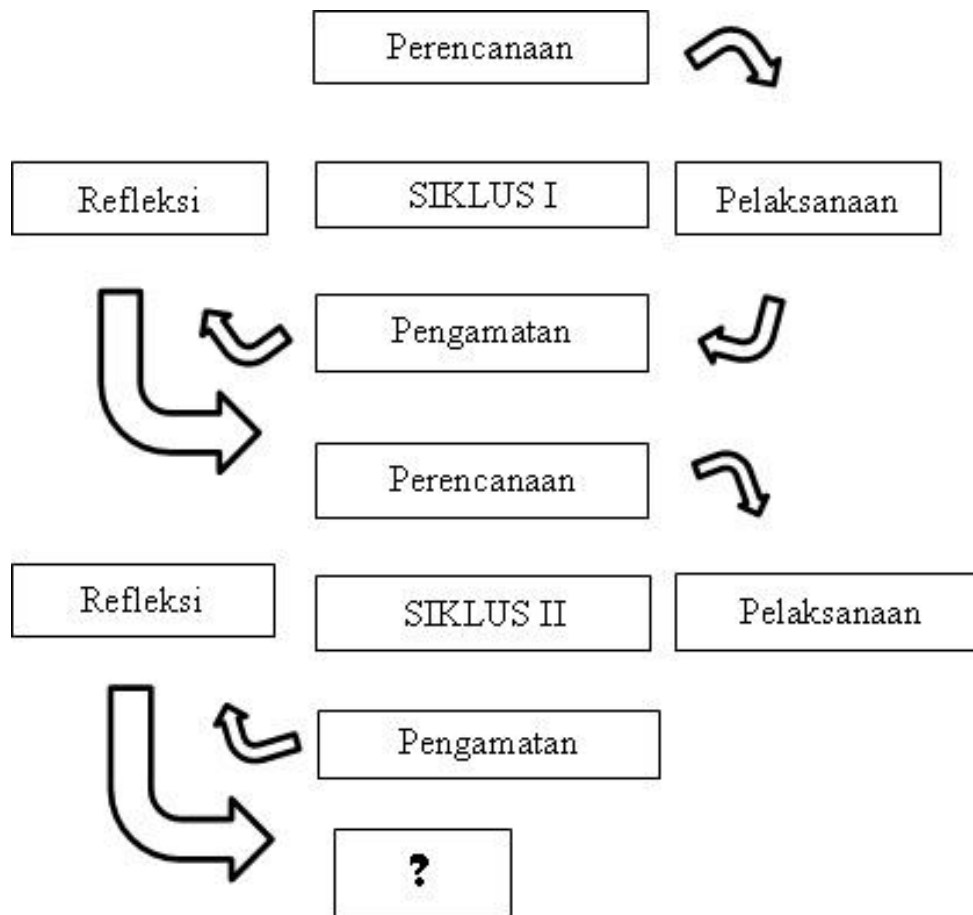 Perencanaan
Refleksi
SIKLUS I
Pelaksanaan
Pengamatan
Perencanaan
Refleksi
SIKLUS II
Pelaksanaan
Pengamatan
?